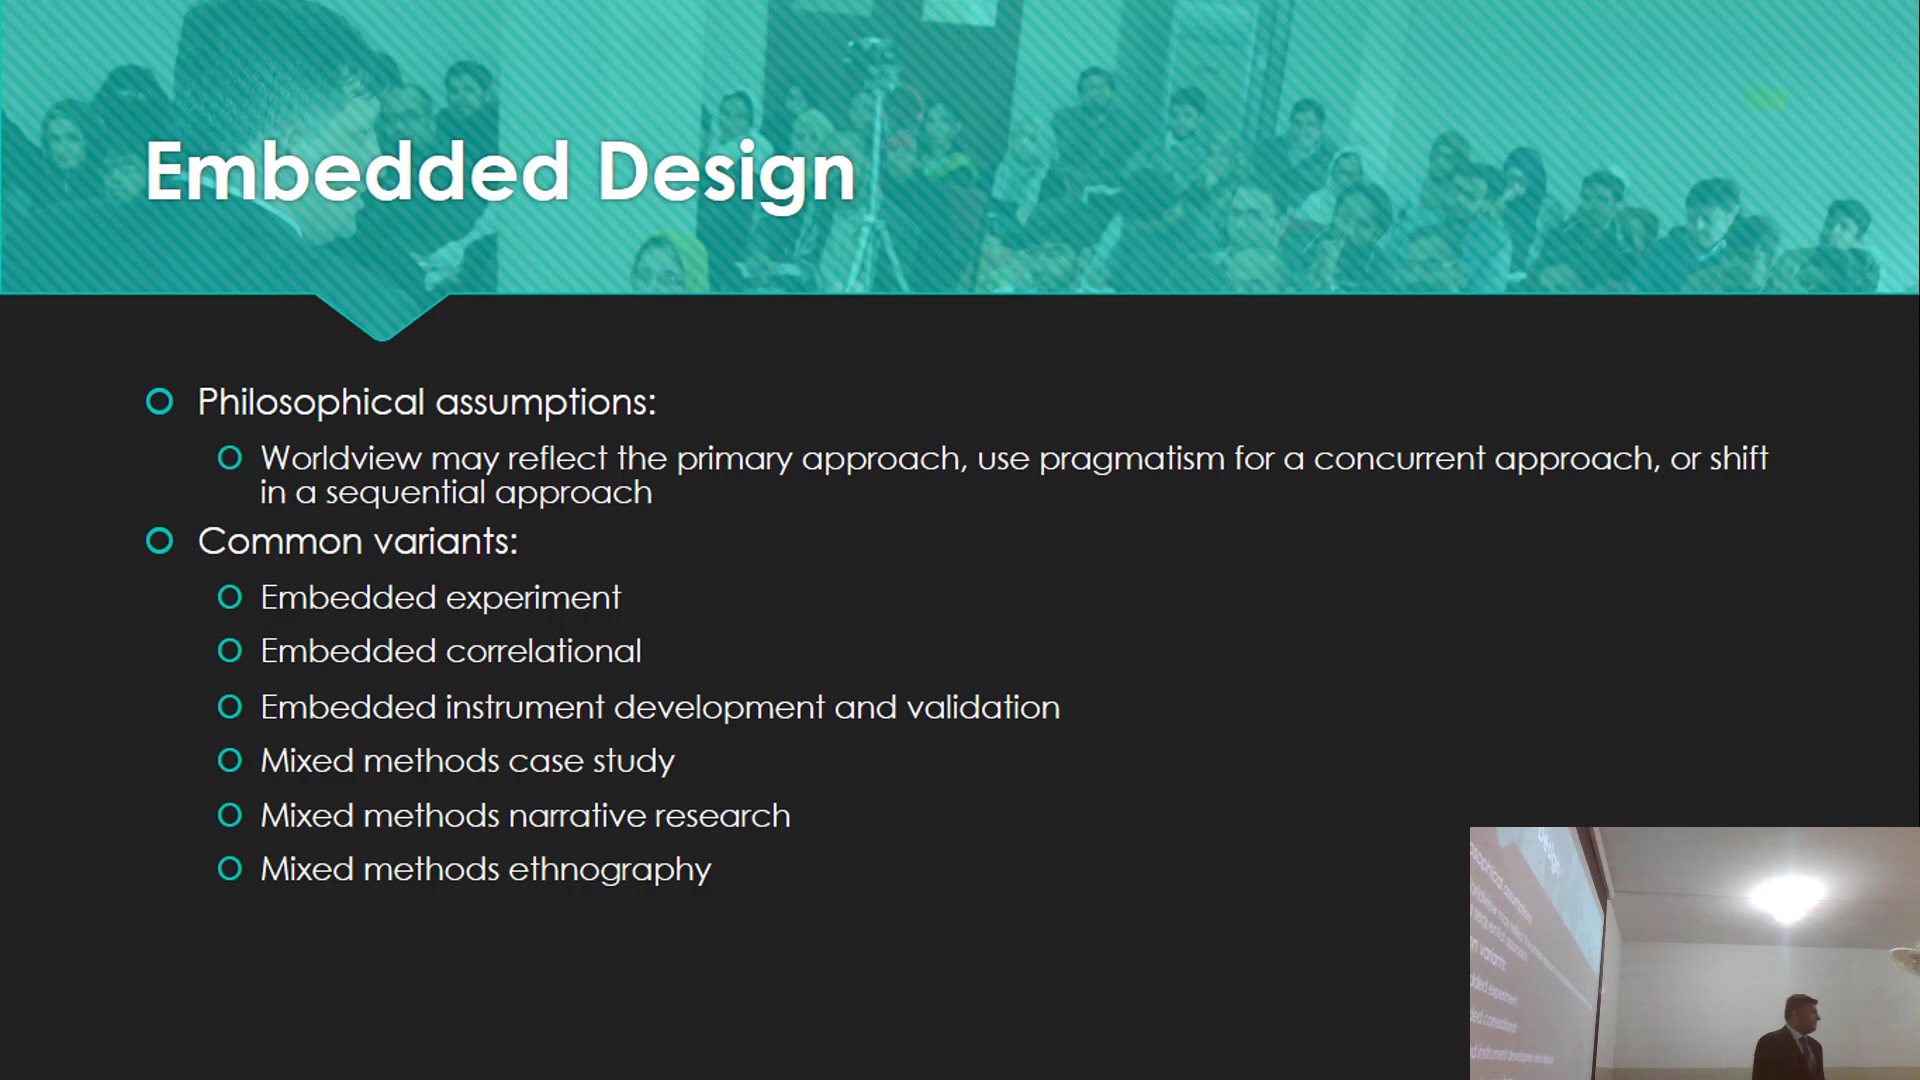 Embedded Design
Philosophical assumptions:
Worldview may reflect the primary approach, use pragmatism for a concurrent approach, or shift
in a sequential approach
Common variants:
Embedded experiment
Embedded correlational
Embedded instrument development and validation
Mixed methods case study
Mixed methods narrative research
Mixed methods ethnography